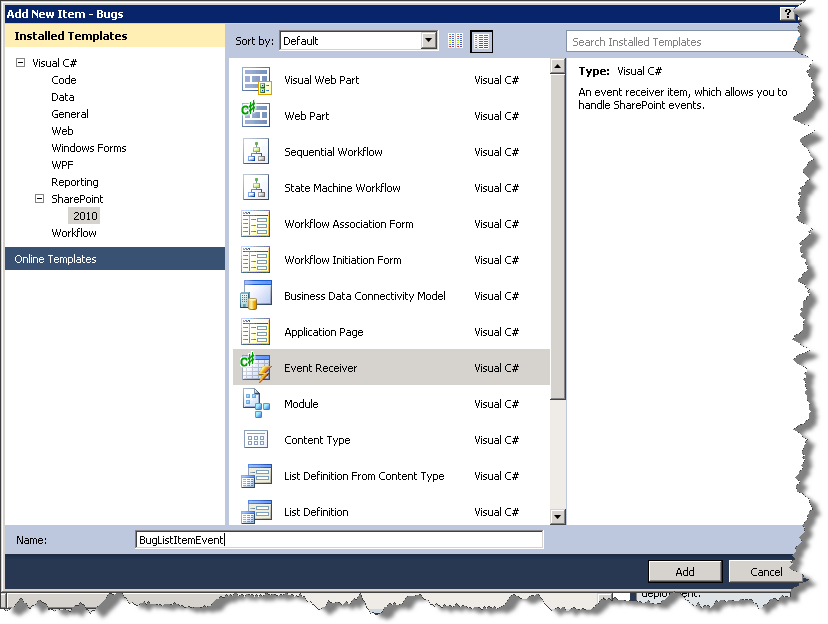 Add New Item - Bugs
?
Installed Templates
Visual C#
Code
Data
General
Web
Windows Forms
WPF
Reporting
SharePoint
2010
Workflow
Online Templates
Sort by: Default
Visual Web Part Visual C#
Web Part Visual C#
Sequential Workflow Visual C#
State Machine Workflow Visual C#
Workflow Association Form Visual C#
Workflow Initiation Form Visual C#
Business Data Connectivity Model Visual C#
Application Page Visual C#
Event Receiver Visual C#
Module Visual C#
Content Type Visual C#
List Definition From Content Type Visual C#
List Definition Visual C#
Search Installed Templates
Type: Visual C#
An event receiver item, which allows you to
handle SharePoint events.
Name: BugListItemEvent
Add Cancel
deployment.